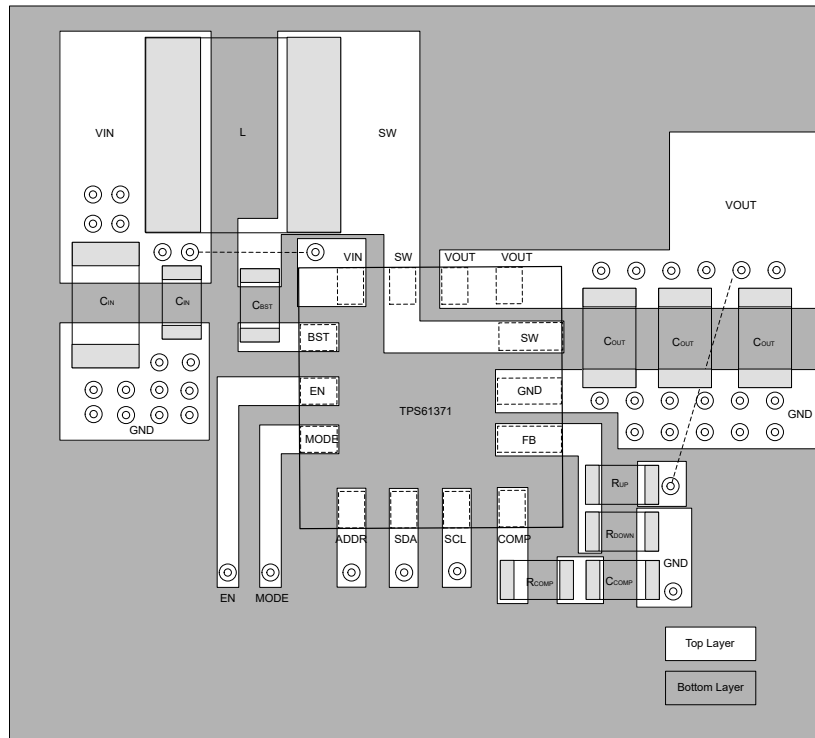 VIN
L
SW
VOUT
VIN
SW
VOUT
VOUT
CIN
CIN
CBST
BST
SW
COUT
COUT
COUT
EN
GND
TPS61371
GND
MODE
FB
GND
RUP
ADDR
SDA
SCL
COMP
RDOWN
GND
RCOMP
CCOMP
EN
MODE
Top Layer
Bottom Layer